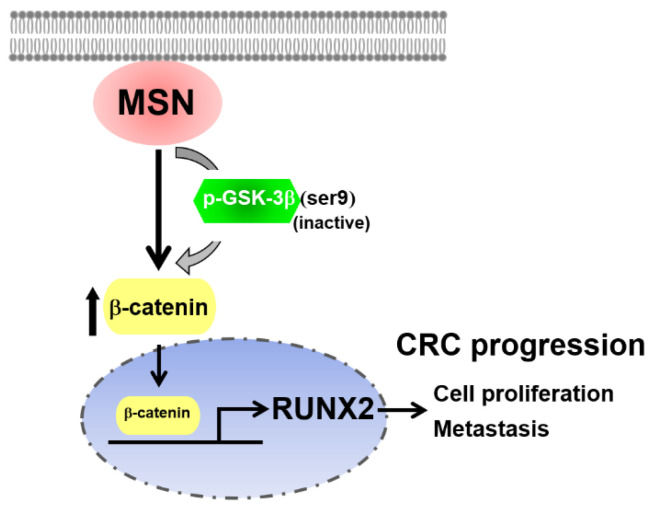 MSN
p-GSK-3β (ser9)
(inactive)
β-catenin
CRC progression
Cell proliferation
β-catenin
RUNX2
Metastasis